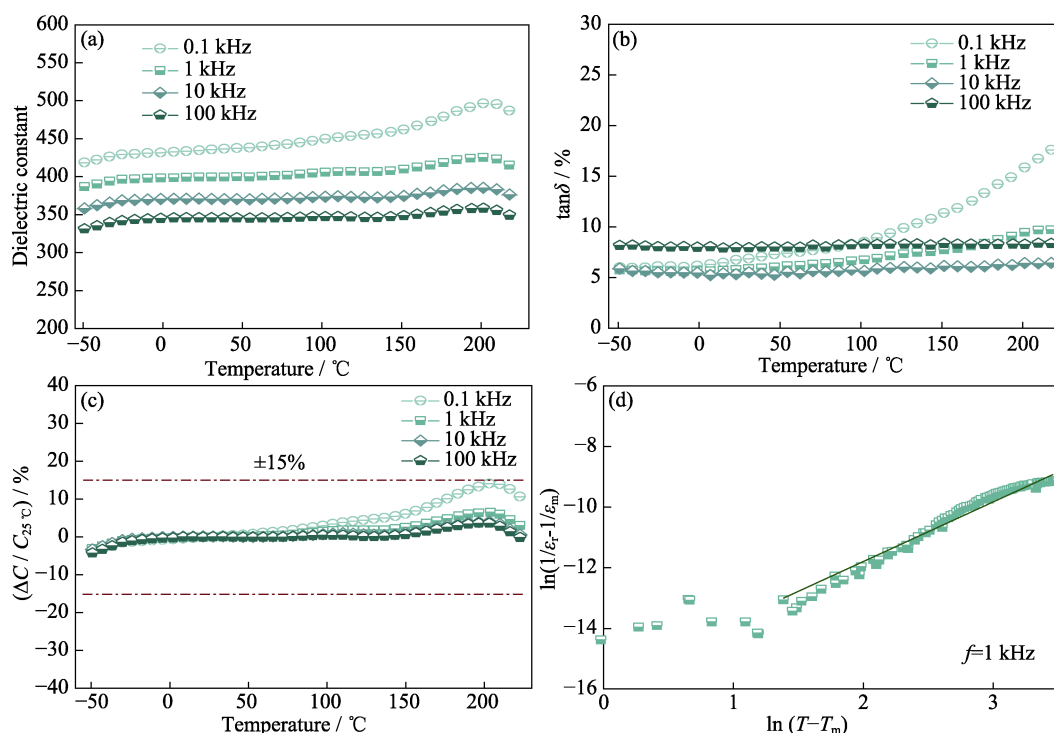 (a)
0.1 kHz
1 kHz
10 kHz
100 kHz
600
550
500
450
400
350
300
250
200
Dielectric constant
−50
0
50
100
150
200
Temperature / ℃
(b)
0.1 kHz
1 kHz
10 kHz
100 kHz
30
25
20
15
10
5
0
tanδ / %
−50
0
50
100
150
200
Temperature / ℃
(c)
0.1 kHz
1 kHz
10 kHz
100 kHz
±15%
40
30
20
10
0
−10
−20
−30
−40
(ΔC / C25 ℃) / %
−50
0
50
100
150
200
Temperature / ℃
(d)
−6
−8
−10
−12
−14
−16
ln(1/εr-1/εm)
f=1 kHz
0
1
2
3
ln (T−Tm)